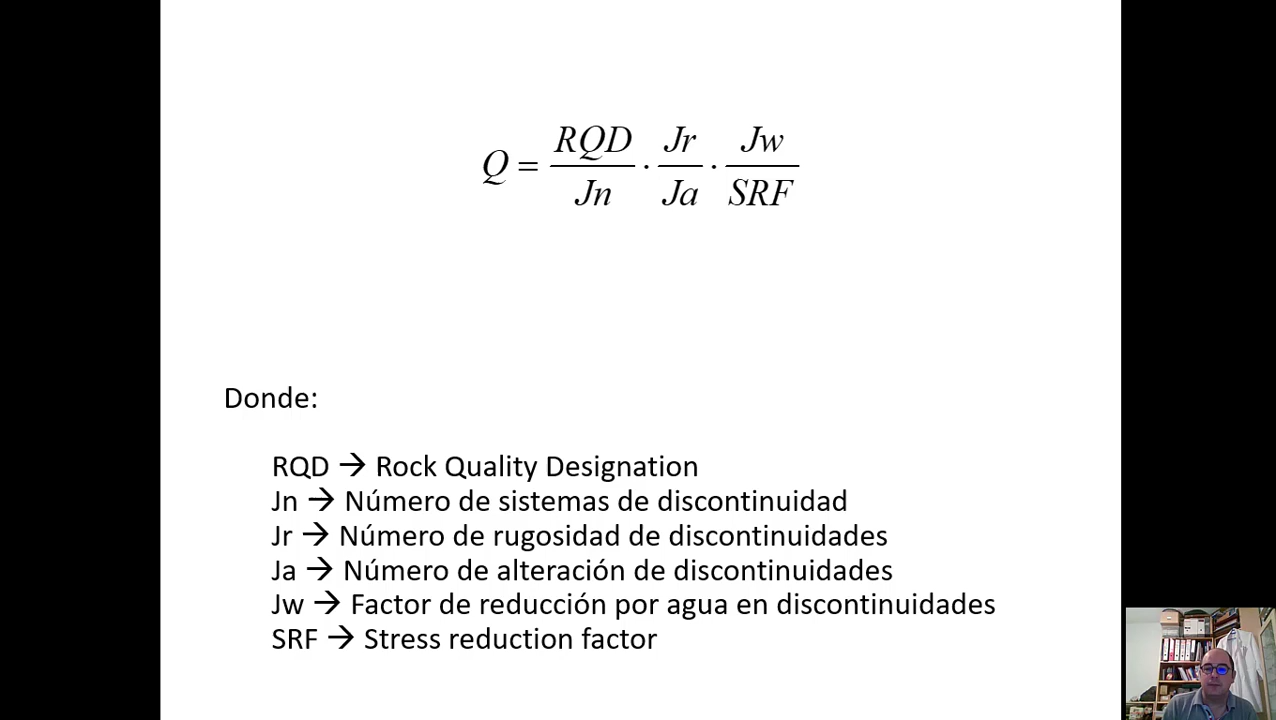 Q = RQD/Jn · Jr/Ja · Jw/SRF
Donde:
RQD → Rock Quality Designation
Jn → Número de sistemas de discontinuidad
Jr → Número de rugosidad de discontinuidades
Ja → Número de alteración de discontinuidades
Jw → Factor de reducción por agua en discontinuidades
SRF → Stress reduction factor